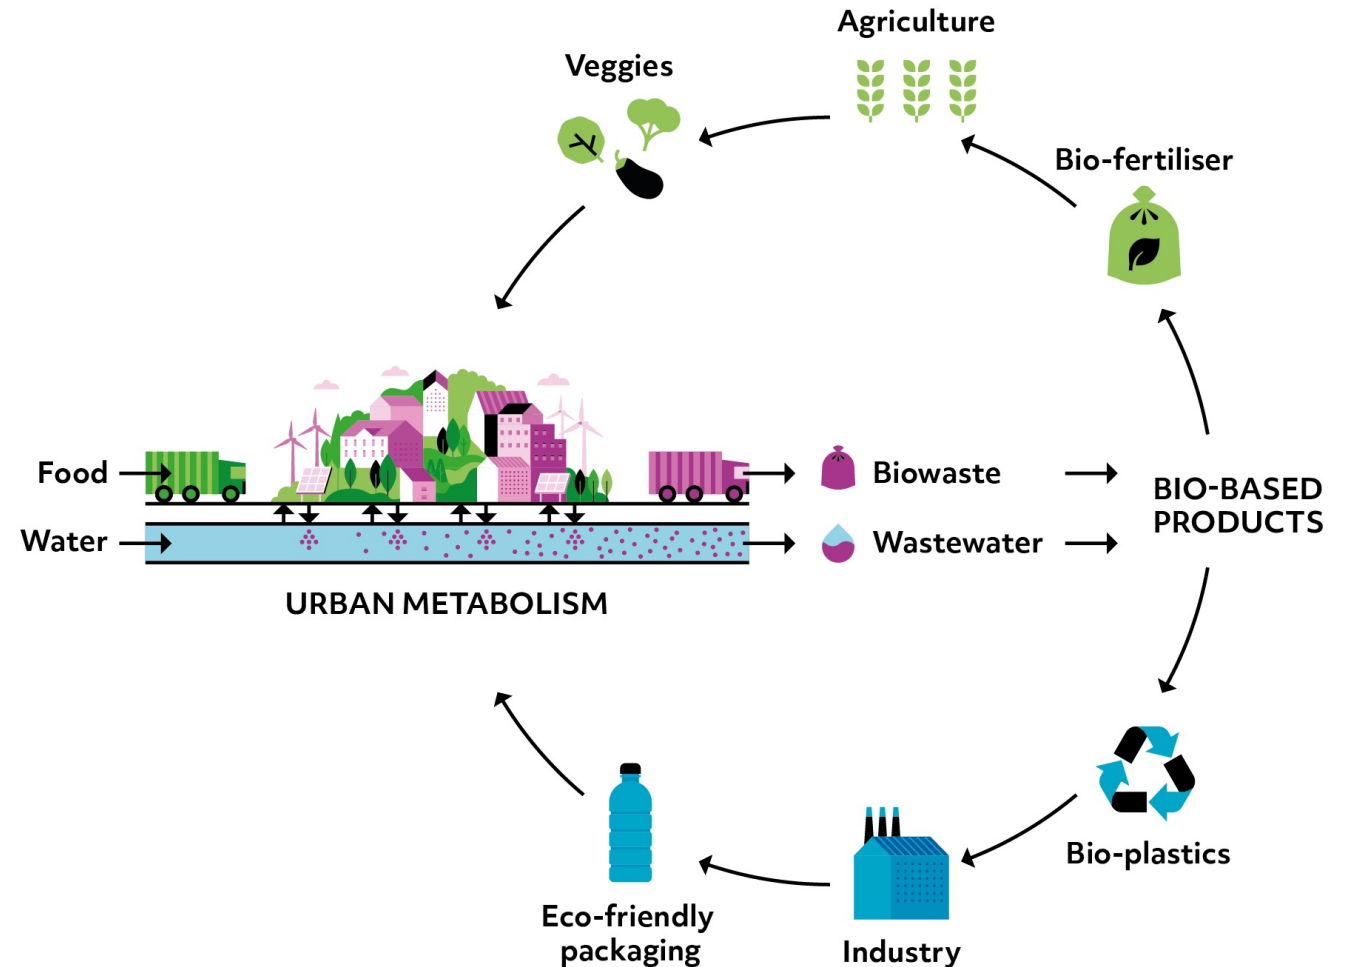 Agriculture
Veggies
Bio-fertiliser
Food
Biowaste
BIO-BASED
PRODUCTS
Water
Wastewater
URBAN METABOLISM
Bio-plastics
Eco-friendly
packaging
Industry